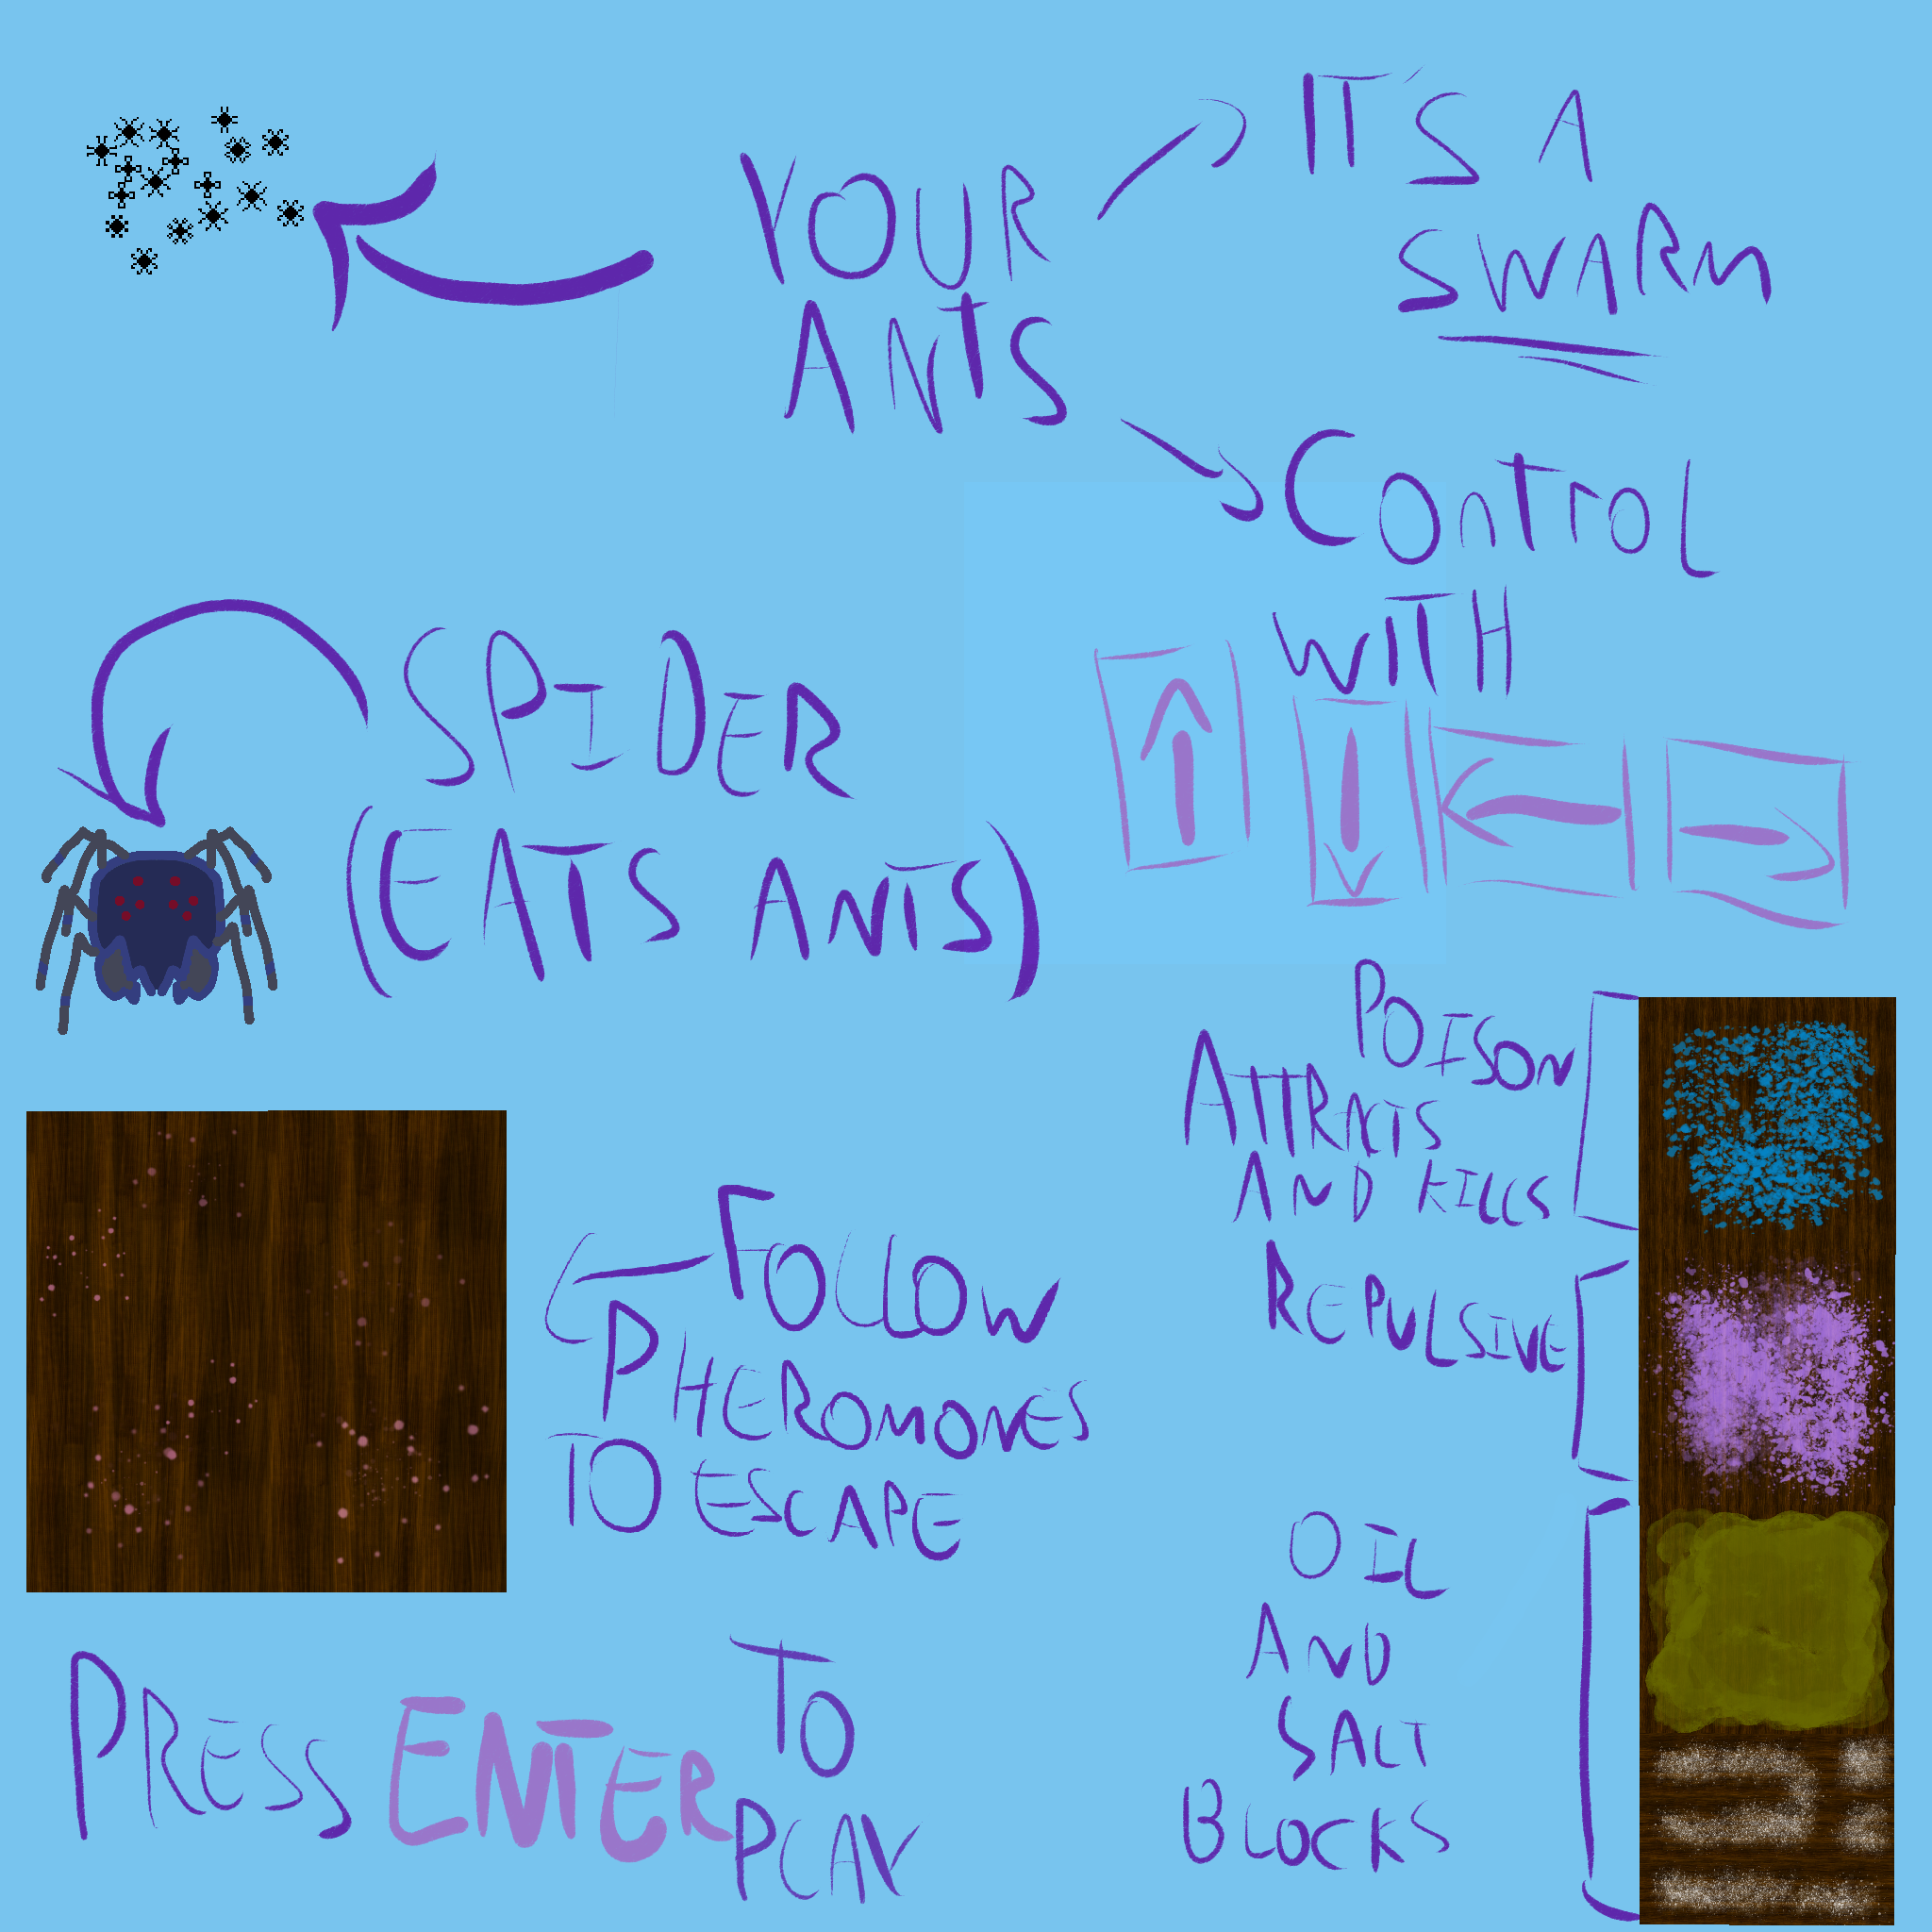 YOUR
ANTS
IT'S A
SWARM
CONTROL
WITH
SPIDER
(EATS ANTS)
POISON
ATTRACTS
AND KILLS
REPULSIVE
FOLLOW
PHEROMONES
TO ESCAPE
OIL
AND
SALT
BLOCKS
PRESS ENTER TO
PLAY